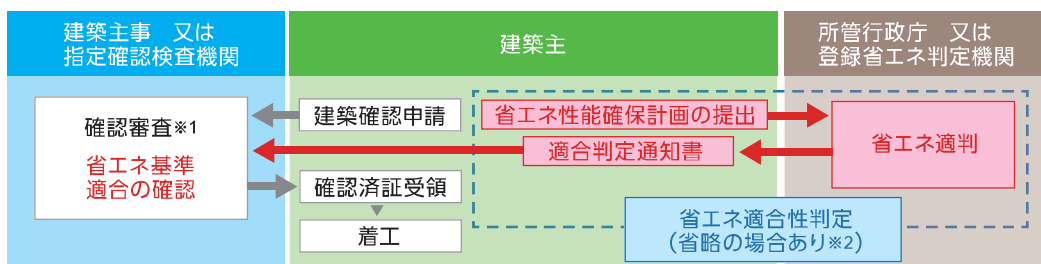 建築主事　又は
指定確認検査機関
建築主
所管行政庁　又は
登録省エネ判定機関
確認審査※1
省エネ基準
適合の確認
建築確認申請
省エネ性能確保計画の提出
適合判定通知書
省エネ適判
確認済証受領
着工
省エネ適合性判定
(省略の場合あり※2)